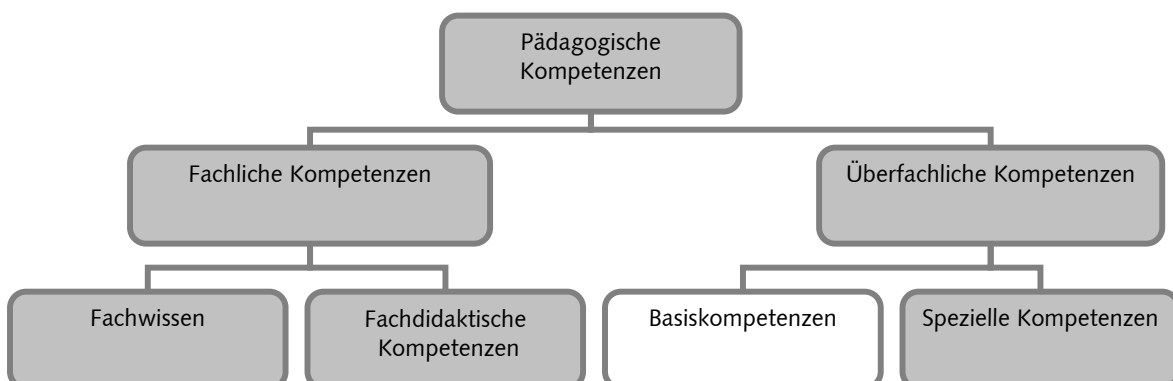 Pädagogische
Kompetenzen
Fachliche Kompetenzen
Überfachliche Kompetenzen
Fachwissen
Fachdidaktische
Kompetenzen
Basiskompetenzen
Spezielle Kompetenzen